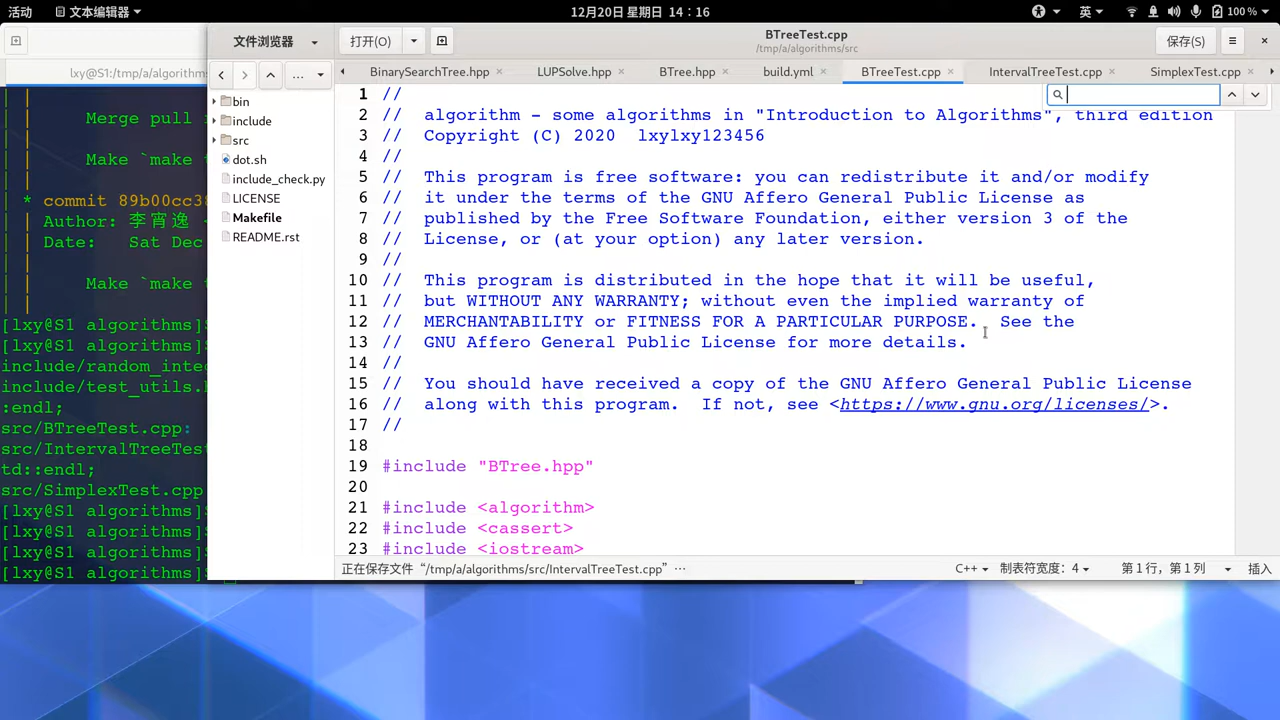 活动
文本编辑器
12月20日 星期日 14：16
英
100 %
lxy@S1:/tmp/a/algorithms
文件浏览器
打开(O)
BTreeTest.cpp
/tmp/a/algorithms/src
保存(S)
...
BinarySearchTree.hpp
LUPSolve.hpp
BTree.hpp
build.yml
BTreeTest.cpp
IntervalTreeTest.cpp
SimplexTest.cpp
Merge pull
Make `make t
* commit 89b00cc38
Author: 李宵逸
Date:   Sat Dec
Make `make t
[lxy@S1 algorithms]$
[lxy@S1 algorithms]$
include/random_inte
include/test_utils.h
:endl;
src/BTreeTest.cpp:
src/IntervalTreeTest
td::endl;
src/SimplexTest.cpp
[lxy@S1 algorithms]$
[lxy@S1 algorithms]$
[lxy@S1 algorithms]$
[lxy@S1 algorithms]$
bin
include
src
dot.sh
include_check.py
LICENSE
Makefile
README.rst
1 //
2 //  algorithm - some algorithms in "Introduction to Algorithms", third edition
3 //  Copyright (C) 2020  lxylxy123456
4 //
5 //  This program is free software: you can redistribute it and/or modify
6 //  it under the terms of the GNU Affero General Public License as
7 //  published by the Free Software Foundation, either version 3 of the
8 //  License, or (at your option) any later version.
9 //
10 //  This program is distributed in the hope that it will be useful,
11 //  but WITHOUT ANY WARRANTY; without even the implied warranty of
12 //  MERCHANTABILITY or FITNESS FOR A PARTICULAR PURPOSE.  See the
13 //  GNU Affero General Public License for more details.
14 //
15 //  You should have received a copy of the GNU Affero General Public License
16 //  along with this program.  If not, see <https://www.gnu.org/licenses/>.
17 //
18
19 #include "BTree.hpp"
20
21 #include <algorithm>
22 #include <cassert>
23 #include <iostream>
正在保存文件 “/tmp/a/algorithms/src/IntervalTreeTest.cpp” ...
C++
制表符宽度：4
第 1 行，第 1 列
插入